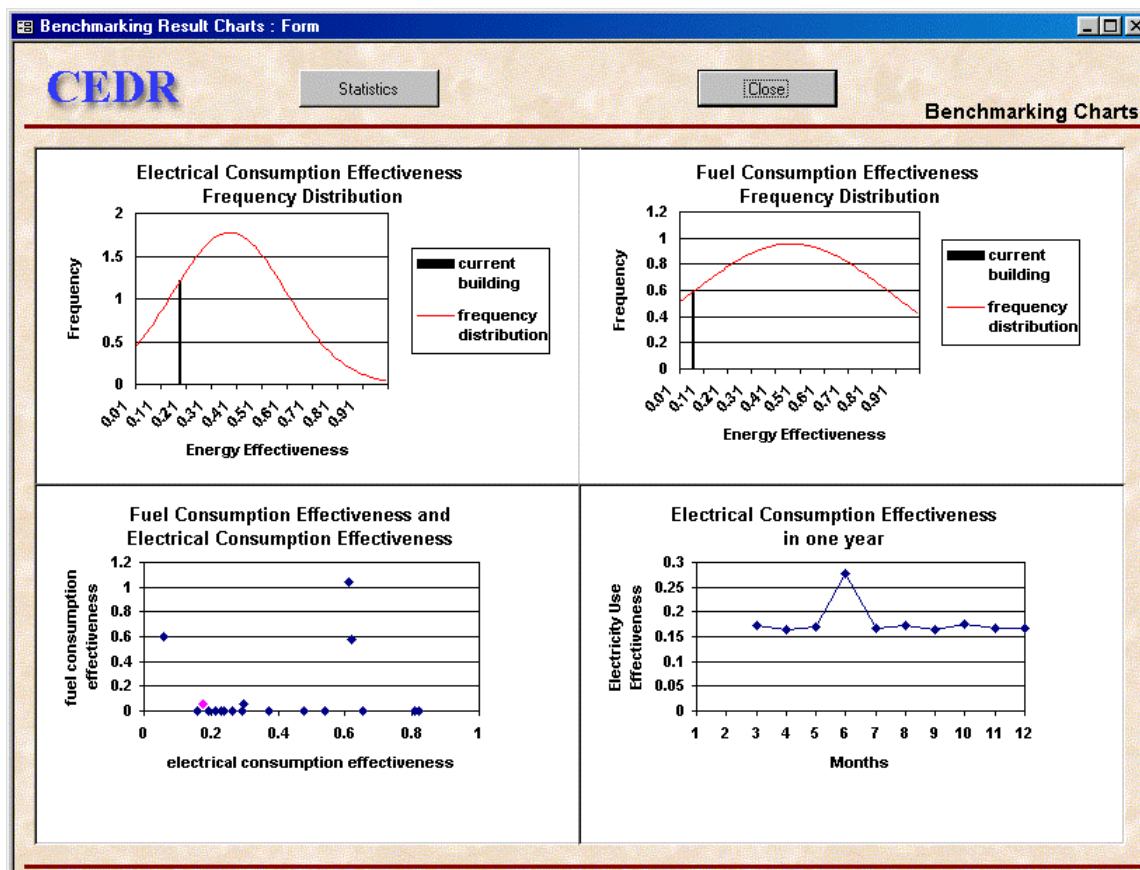 Benchmarking Result Charts : Form
CEDR
Statistics
Close
Benchmarking Charts
Electrical Consumption Effectiveness
Frequency Distribution
2
1.5
1
0.5
0
Frequency
0.01
0.11
0.21
0.31
0.41
0.51
0.61
0.71
0.81
0.91
Energy Effectiveness
current
building
frequency
distribution
Fuel Consumption Effectiveness
Frequency Distribution
1.2
1
0.8
0.6
0.4
0.2
0
Frequency
0.01
0.11
0.21
0.31
0.41
0.51
0.61
0.71
0.81
0.91
Energy Effectiveness
current
building
frequency
distribution
Fuel Consumption Effectiveness and
Electrical Consumption Effectiveness
1.2
1
0.8
0.6
0.4
0.2
0
fuel consumption
effectiveness
0 0.2 0.4 0.6 0.8 1
electrical consumption effectiveness
Electrical Consumption Effectiveness
in one year
0.3
0.25
0.2
0.15
0.1
0.05
0
Electricity Use
Effectiveness
1 2 3 4 5 6 7 8 9 10 11 12
Months